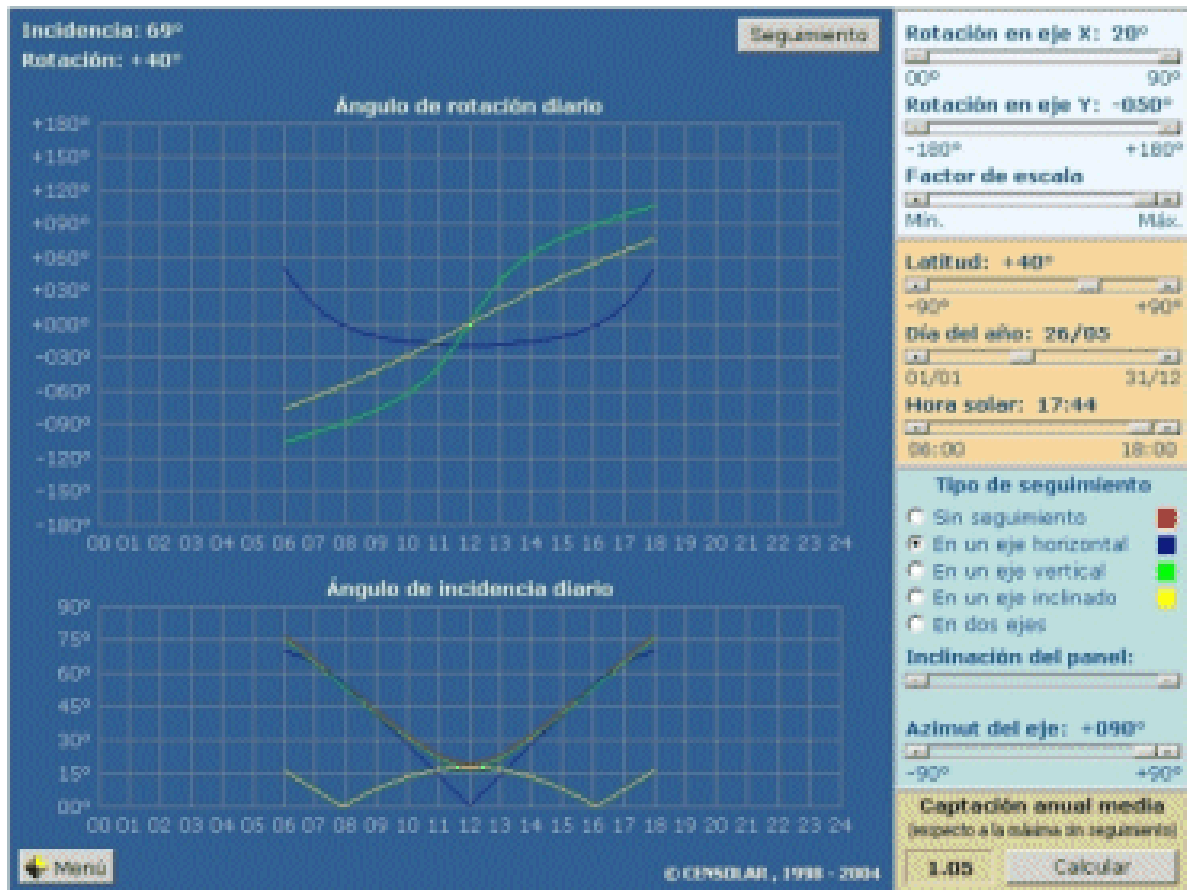 Incidencia: 69º
Rotación: +40º
Seguimiento
Ángulo de rotación diario
+180º
+150º
+120º
+090º
+060º
+030º
+000º
-030º
-060º
-090º
-120º
-150º
-180º
00 01 02 03 04 05 06 07 08 09 10 11 12 13 14 15 16 17 18 19 20 21 22 23 24
Ángulo de incidencia diario
90º
75º
60º
45º
30º
15º
00º
00 01 02 03 04 05 06 07 08 09 10 11 12 13 14 15 16 17 18 19 20 21 22 23 24
Menú
© CENSOLAR, 1998 - 2004
Rotación en eje X: 20º
00º 90º
Rotación en eje Y: -050º
-180º +180º
Factor de escala
Mín. Máx.
Latitud: +40º
-90º +90º
Día del año: 26/05
01/01 31/12
Hora solar: 17:44
06:00 18:00
Tipo de seguimiento
Sin seguimiento
En un eje horizontal
En un eje vertical
En un eje inclinado
En dos ejes
Inclinación del panel:
Azimut del eje: +090º
-90º +90º
Captación anual media
(respecto a la máxima sin seguimiento)
1.05 Calcular